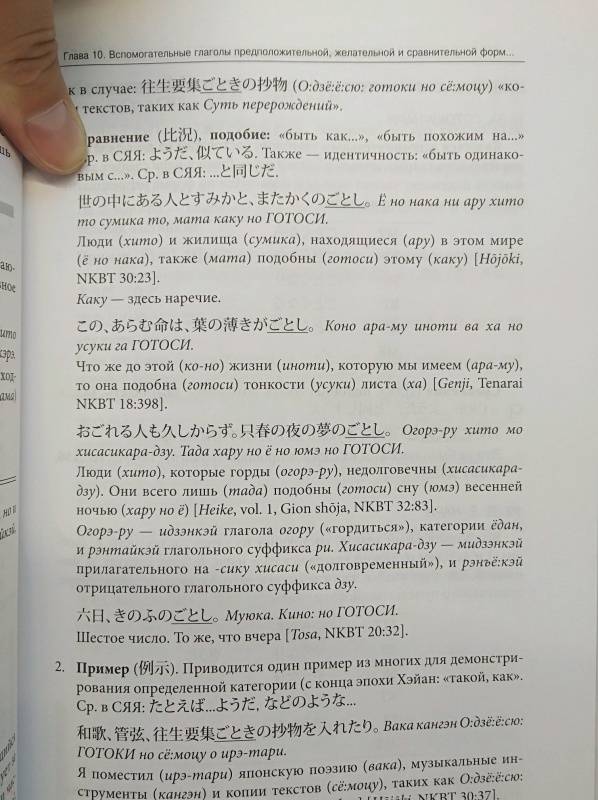 Глава 10. Вспомогательные глаголы предположительной, желательной и сравнительной форм...
к в случае: 往生要集ごときの抄物 (О:дзё:ё:сю: готоки но сё:моцу) «ко-
текстов, таких как Суть перерождений».
равнение (比況), подобие: «быть как...», «быть похожим на...»
р. в СЯЯ: ようだ、似ている. Также — идентичность: «быть одинако-
вым с...». Ср. в СЯЯ: ...と同じだ.
世の中にある人とすみかと、またかくのごとし。 Ё но нака ни ару хито
то сумика то, мата каку но ГОТОСИ.
Люди (хито) и жилища (сумика), находящиеся (ару) в этом мире
(ё но нака), также (мата) подобны (готоси) этому (каку) [Hōjōki,
NKBT 30:23].
Каку — здесь наречие.
この、あらむ命は、葉の薄きがごとし。 Коно ара-му иноти ва ха но
усуки га ГОТОСИ.
Что же до этой (ко-но) жизни (иноти), которую мы имеем (ара-му),
то она подобна (готоси) тонкости (усуки) листа (ха) [Genji, Tenarai
NKBT 18:398].
おごれる人も久しからず。只春の夜の夢のごとし。 Огорэ-ру хито мо
хисасикара-дзу. Тада хару но ё но юмэ но ГОТОСИ.
Люди (хито), которые горды (огорэ-ру), недолговечны (хисасикара-
дзу). Они всего лишь (тада) подобны (готоси) сну (юмэ) весенней
ночью (хару но ё) [Heike, vol. 1, Gion shōja, NKBT 32:83].
Огорэ-ру — идзэнкэй глагола огору («гордиться»), категории ёдан,
и рэнтайкэй глагольного суффикса ри. Хисасикара-дзу — мидзэнкэй
прилагательного на -сику хисаси («долговременный»), и рэнъё:кэй
отрицательного глагольного суффикса дзу.
六日、きのふのごとし。 Муюка. Кино: но ГОТОСИ.
Шестое число. То же, что вчера [Tosa, NKBT 20:32].
2. Пример (例示). Приводится один пример из многих для демонстри-
рования определенной категории (с конца эпохи Хэйан: «такой, как».
Ср. в СЯЯ: たとえば...ようだ, などのような...
和歌、管弦、往生要集ごときの抄物を入れたり。 Вака кангэн О:дзё:ё:сю:
ГОТОКИ но сё:моцу о ирэ-тари.
Я поместил (ирэ-тари) японскую поэзию (вака), музыкальные ин-
струменты (кангэн) и копии текстов (сё:моцу), таких как О:дзё:ё:сю: